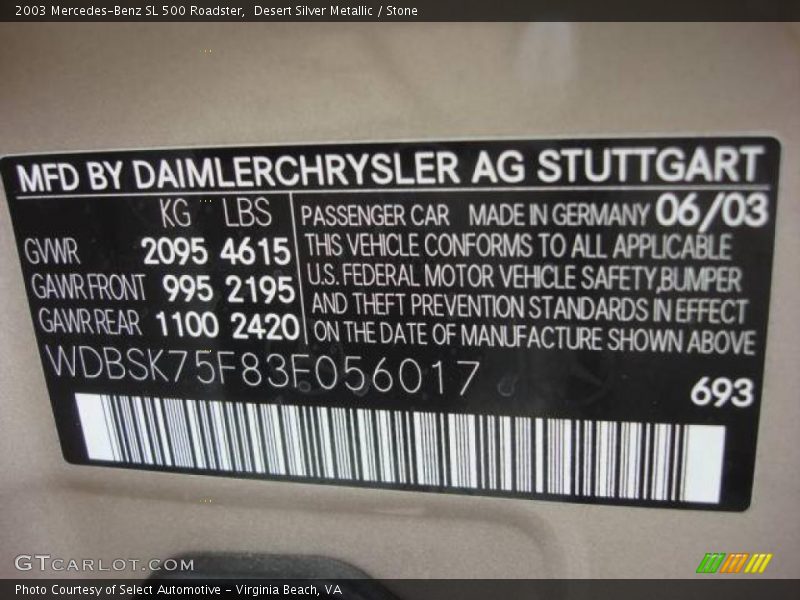 2003 Mercedes-Benz SL 500 Roadster,  Desert Silver Metallic / Stone
MFD BY DAIMLERCHRYSLER AG STUTTGART
KG LBS
GVWR 2095 4615
GAWR FRONT 995 2195
GAWR REAR 1100 2420
PASSENGER CAR MADE IN GERMANY 06/03
THIS VEHICLE CONFORMS TO ALL APPLICABLE
U.S. FEDERAL MOTOR VEHICLE SAFETY,BUMPER
AND THEFT PREVENTION STANDARDS IN EFFECT
ON THE DATE OF MANUFACTURE SHOWN ABOVE
WDBSK75F83F056017
693
GTCARLOT.COM
Photo Courtesy of Select Automotive - Virginia Beach, VA